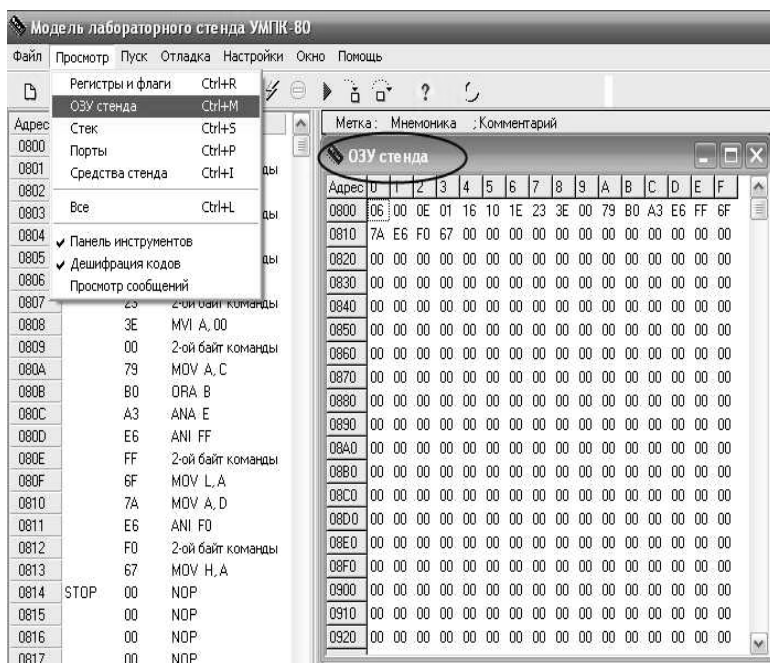 Модель лабораторного стенда УМПК-80
Файл Просмотр Пуск Отладка Настройки Окно Помощь
Регистры и флаги Ctrl+R
ОЗУ стенда Ctrl+M
Стек Ctrl+S
Порты Ctrl+P
Средства стенда Ctrl+I
Все Ctrl+L
✓ Панель инструментов
✓ Дешифрация кодов
Просмотр сообщений
?
Адрес
Метка: Мнемоника ;Комментарий
0800
0801 ды
0802
0803 ды
0804
0805 ды
0806
0807 23 2-ой байт команды
0808 3E MVI A,00
0809 00 2-ой байт команды
080A 79 MOV A,C
080B B0 ORA B
080C A3 ANA E
080D E6 ANI FF
080E FF 2-ой байт команды
080F 6F MOV L,A
0810 7A MOV A,D
0811 E6 ANI F0
0812 F0 2-ой байт команды
0813 67 MOV H,A
0814 STOP 00 NOP
0815 00 NOP
0816 00 NOP
0817 00 NOP
ОЗУ стенда
Адрес 0 1 2 3 4 5 6 7 8 9 A B C D E F
0800 06 00 0E 01 16 10 1E 23 3E 00 79 B0 A3 E6 FF 6F
0810 7A E6 F0 67 00 00 00 00 00 00 00 00 00 00 00 00
0820 00 00 00 00 00 00 00 00 00 00 00 00 00 00 00 00
0830 00 00 00 00 00 00 00 00 00 00 00 00 00 00 00 00
0840 00 00 00 00 00 00 00 00 00 00 00 00 00 00 00 00
0850 00 00 00 00 00 00 00 00 00 00 00 00 00 00 00 00
0860 00 00 00 00 00 00 00 00 00 00 00 00 00 00 00 00
0870 00 00 00 00 00 00 00 00 00 00 00 00 00 00 00 00
0880 00 00 00 00 00 00 00 00 00 00 00 00 00 00 00 00
0890 00 00 00 00 00 00 00 00 00 00 00 00 00 00 00 00
08A0 00 00 00 00 00 00 00 00 00 00 00 00 00 00 00 00
08B0 00 00 00 00 00 00 00 00 00 00 00 00 00 00 00 00
08C0 00 00 00 00 00 00 00 00 00 00 00 00 00 00 00 00
08D0 00 00 00 00 00 00 00 00 00 00 00 00 00 00 00 00
08E0 00 00 00 00 00 00 00 00 00 00 00 00 00 00 00 00
08F0 00 00 00 00 00 00 00 00 00 00 00 00 00 00 00 00
0900 00 00 00 00 00 00 00 00 00 00 00 00 00 00 00 00
0910 00 00 00 00 00 00 00 00 00 00 00 00 00 00 00 00
0920 00 00 00 00 00 00 00 00 00 00 00 00 00 00 00 00